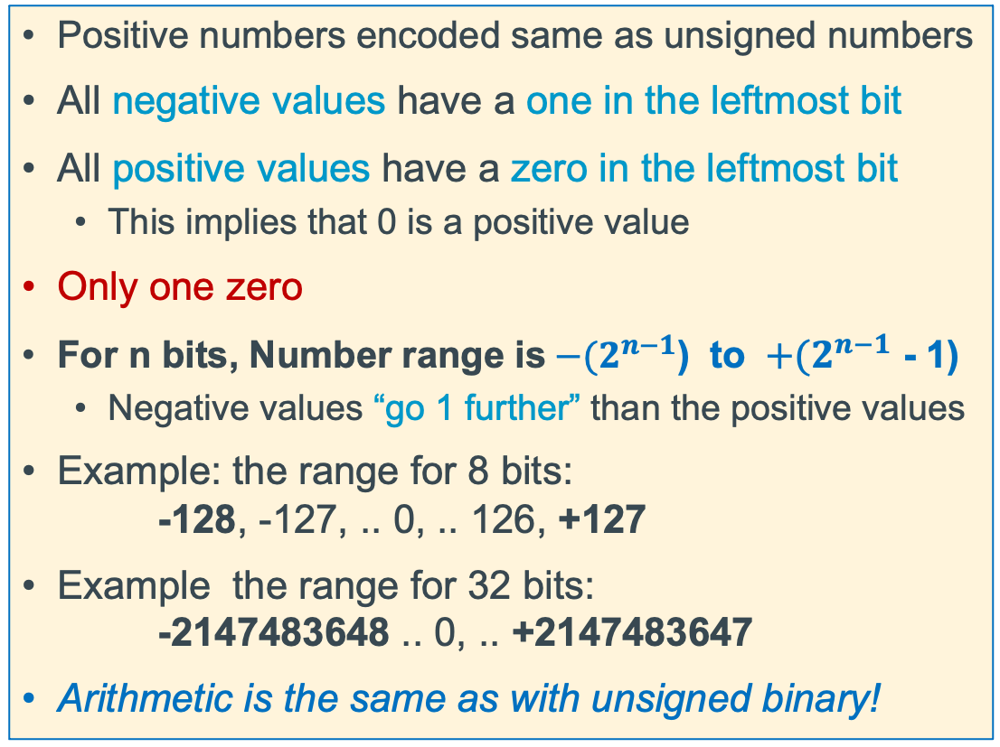 • Positive numbers encoded same as unsigned numbers
• All negative values have a one in the leftmost bit
• All positive values have a zero in the leftmost bit
• This implies that 0 is a positive value
• Only one zero
• For n bits, Number range is −(2ⁿ⁻¹) to +(2ⁿ⁻¹ - 1)
• Negative values “go 1 further” than the positive values
• Example: the range for 8 bits:
-128, -127, .. 0, .. 126, +127
• Example the range for 32 bits:
-2147483648 .. 0, .. +2147483647
• Arithmetic is the same as with unsigned binary!